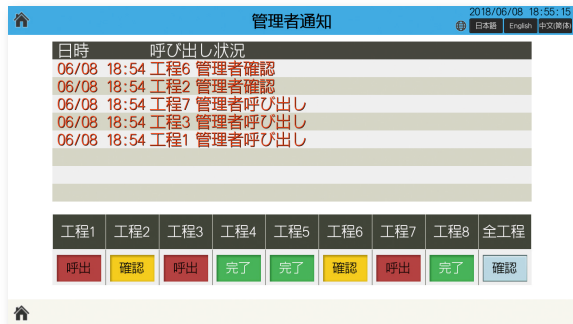 管理者通知
2018/06/08 18:55:15
日本語 English 中文(简体)
日時 呼び出し状況
06/08 18:54 工程6 管理者確認
06/08 18:54 工程2 管理者確認
06/08 18:54 工程7 管理者呼び出し
06/08 18:54 工程3 管理者呼び出し
06/08 18:54 工程1 管理者呼び出し
工程1 工程2 工程3 工程4 工程5 工程6 工程7 工程8 全工程
呼出 確認 呼出 完了 完了 確認 呼出 完了 確認